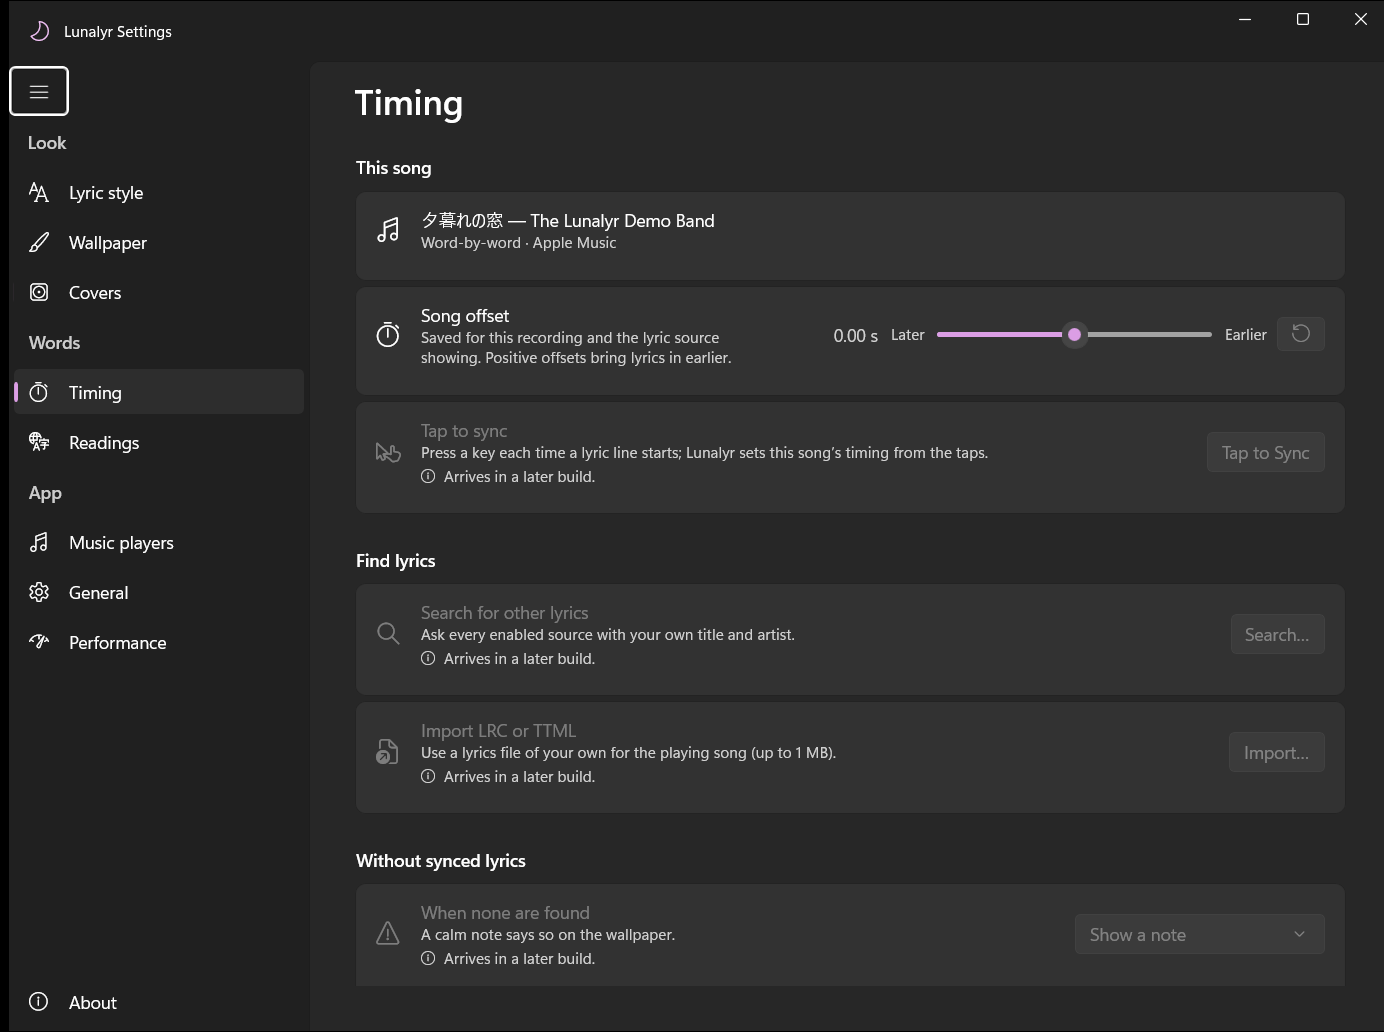 Lunalyr Settings
Look
Lyric style
Wallpaper
Covers
Words
Timing
Readings
App
Music players
General
Performance
About
Timing
This song
夕暮れの窓 — The Lunalyr Demo Band
Word-by-word · Apple Music
Song offset
Saved for this recording and the lyric source
showing. Positive offsets bring lyrics in earlier.
0.00 s Later Earlier
Tap to sync
Press a key each time a lyric line starts; Lunalyr sets this song’s timing from the taps.
Arrives in a later build.
Tap to Sync
Find lyrics
Search for other lyrics
Ask every enabled source with your own title and artist.
Arrives in a later build.
Search...
Import LRC or TTML
Use a lyrics file of your own for the playing song (up to 1 MB).
Arrives in a later build.
Import...
Without synced lyrics
When none are found
A calm note says so on the wallpaper.
Arrives in a later build.
Show a note